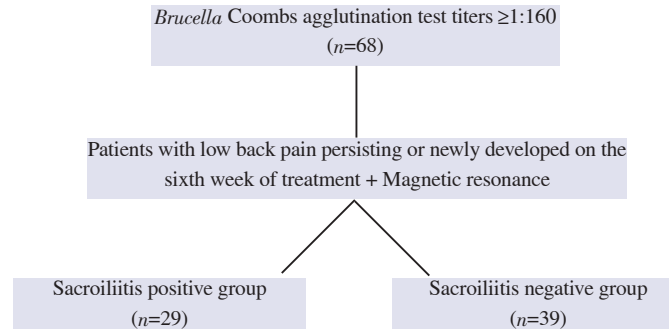 Brucella Coombs agglutination test titers ≥1:160
(n=68)
Patients with low back pain persisting or newly developed on the
sixth week of treatment + Magnetic resonance
Sacroiliitis positive group
(n=29)
Sacroiliitis negative group
(n=39)